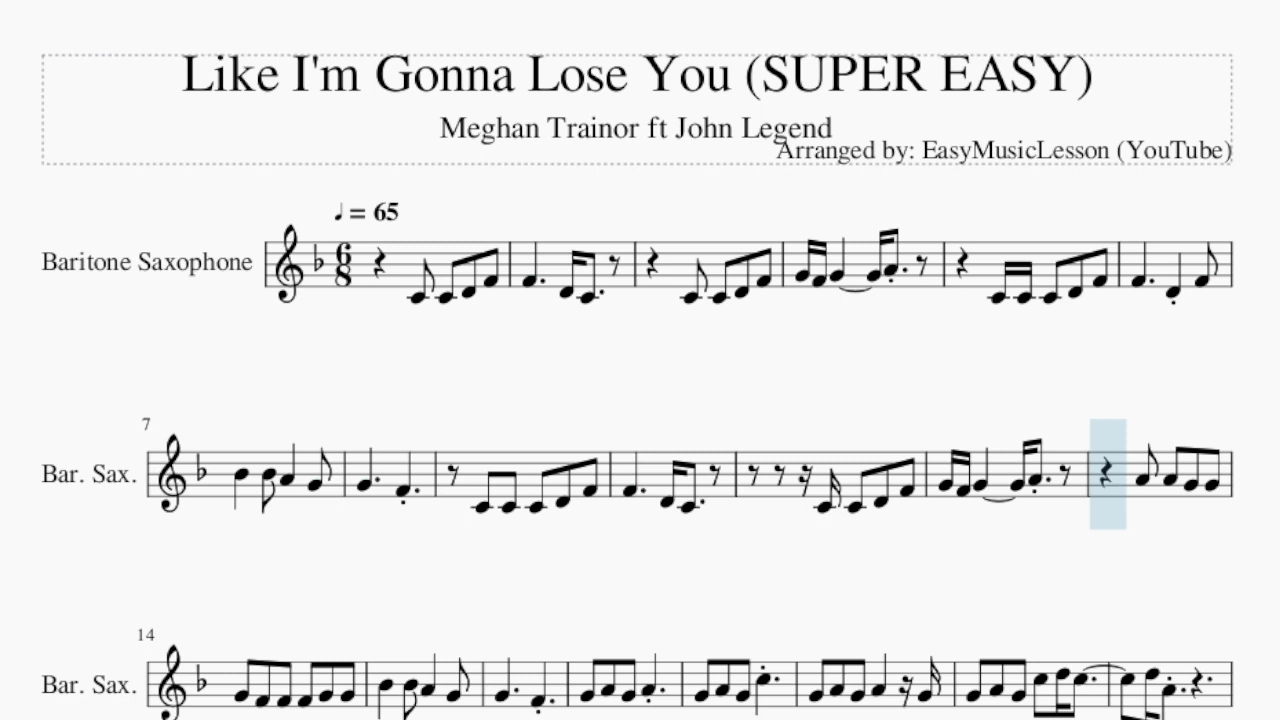 Like I'm Gonna Lose You (SUPER EASY)
Meghan Trainor ft John Legend
Arranged by: EasyMusicLesson (YouTube)
♩ = 65
Baritone Saxophone
6
8
7
Bar. Sax.
14
Bar. Sax.